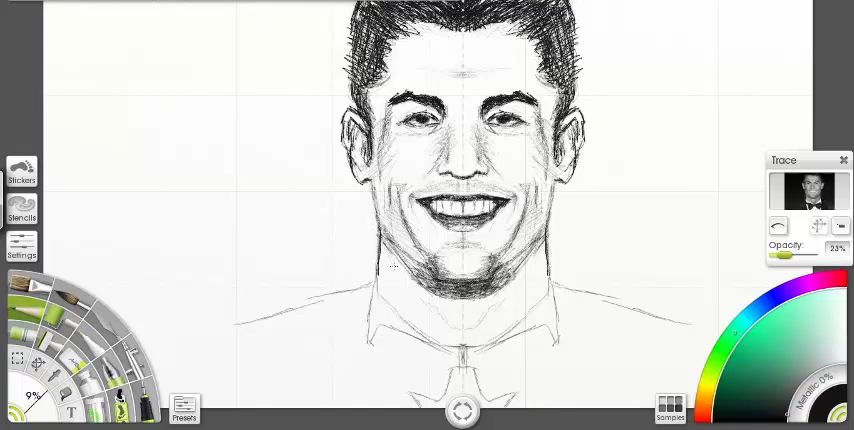 Trace
Stickers
Stencils
Settings
Opacity:
23%
9%
T
Metallic 0%
Presets
Samples